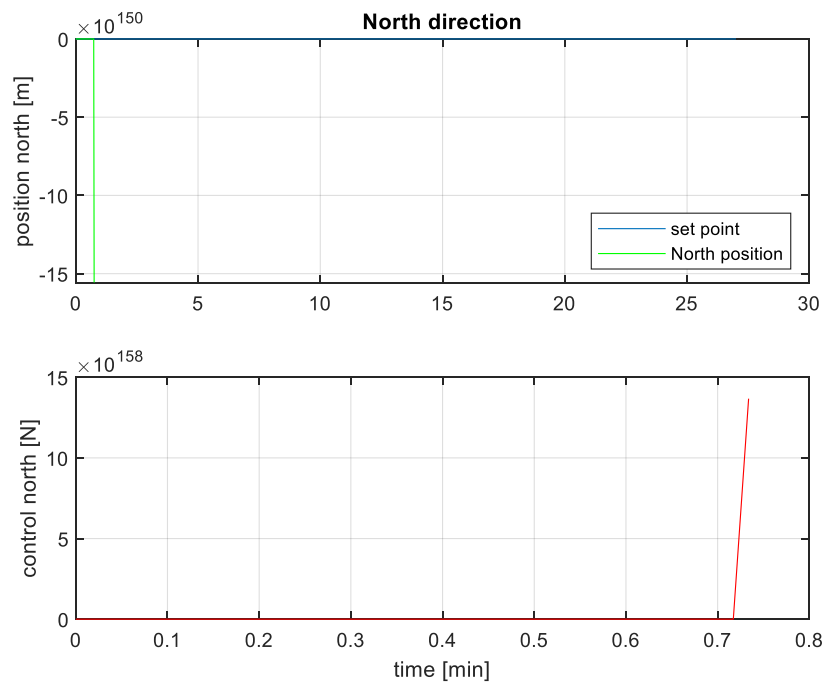 North direction
×10^150
0
-5
-10
-15
position north [m]
set point
North position
0 5 10 15 20 25 30
×10^158
15
10
5
0
control north [N]
0 0.1 0.2 0.3 0.4 0.5 0.6 0.7 0.8
time [min]